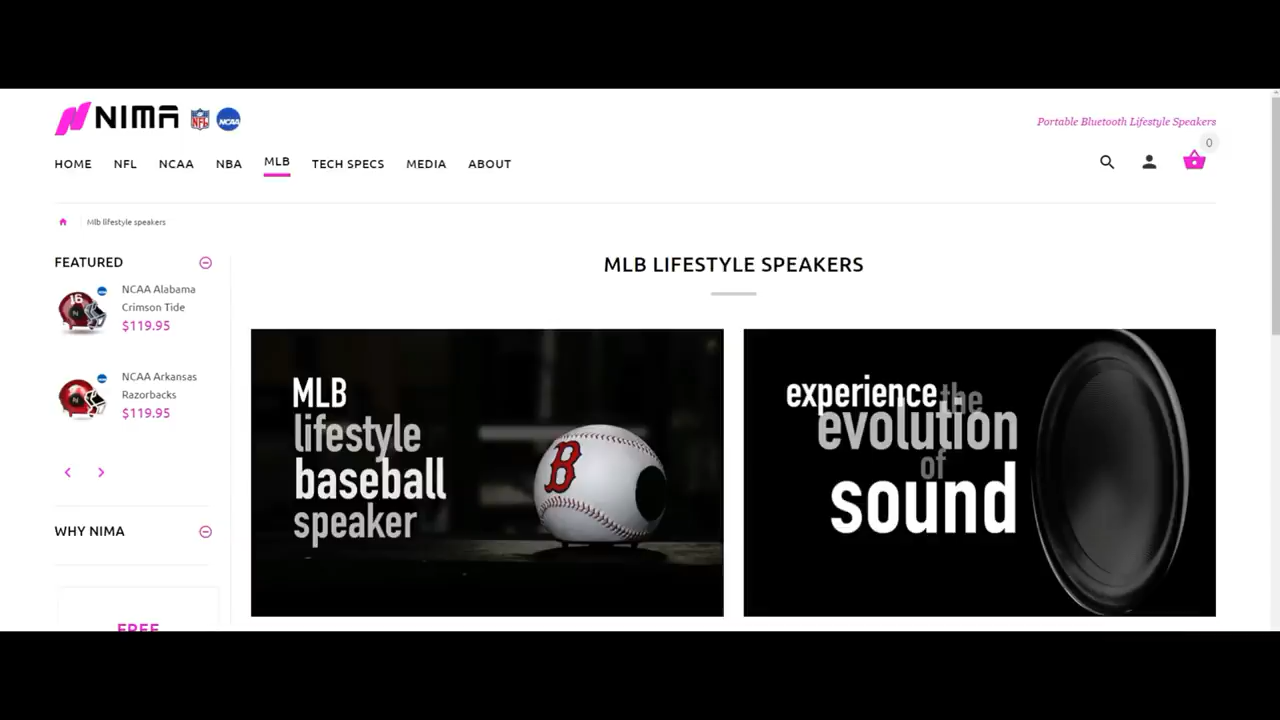 NIMA NFL NCAA
Portable Bluetooth Lifestyle Speakers
0
HOME NFL NCAA NBA MLB TECH SPECS MEDIA ABOUT
Mlb lifestyle speakers
FEATURED
16
NCAA Alabama
Crimson Tide
$119.95
NCAA Arkansas
Razorbacks
$119.95
WHY NIMA
FREE
MLB LIFESTYLE SPEAKERS
MLB
lifestyle
baseball
speaker
B
experience the
evolution
of
sound